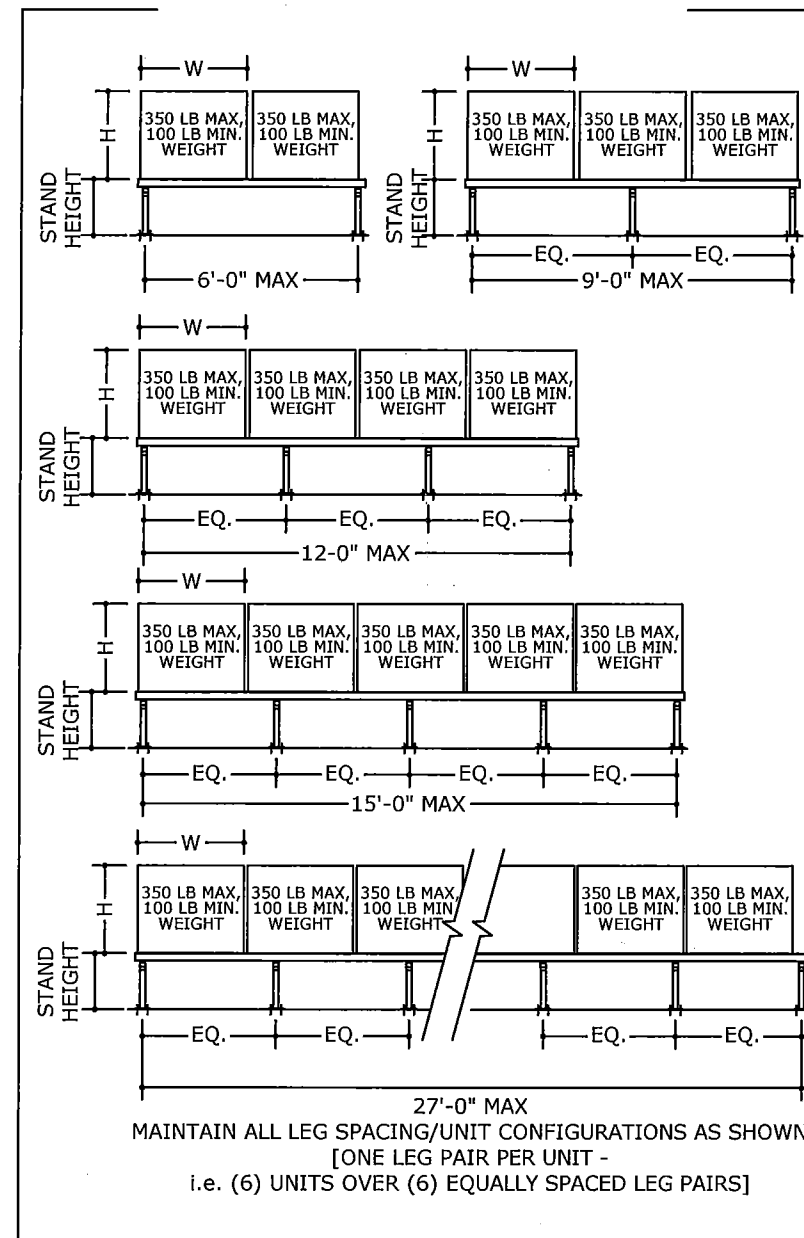 W
W
H
350 LB MAX,
100 LB MIN.
WEIGHT
350 LB MAX,
100 LB MIN.
WEIGHT
STAND
HEIGHT
6'-0" MAX
H
350 LB MAX,
100 LB MIN.
WEIGHT
350 LB MAX,
100 LB MIN.
WEIGHT
350 LB MAX,
100 LB MIN.
WEIGHT
STAND
HEIGHT
EQ.
EQ.
9'-0" MAX
W
H
350 LB MAX,
100 LB MIN.
WEIGHT
350 LB MAX,
100 LB MIN.
WEIGHT
350 LB MAX,
100 LB MIN.
WEIGHT
350 LB MAX,
100 LB MIN.
WEIGHT
STAND
HEIGHT
EQ.
EQ.
EQ.
12-0" MAX
W
H
350 LB MAX,
100 LB MIN.
WEIGHT
350 LB MAX,
100 LB MIN.
WEIGHT
350 LB MAX,
100 LB MIN.
WEIGHT
350 LB MAX,
100 LB MIN.
WEIGHT
350 LB MAX,
100 LB MIN.
WEIGHT
STAND
HEIGHT
EQ.
EQ.
EQ.
EQ.
15'-0" MAX
W
H
350 LB MAX,
100 LB MIN.
WEIGHT
350 LB MAX,
100 LB MIN.
WEIGHT
350 LB MAX,
100 LB MIN
WEIGHT
350 LB MAX,
100 LB MIN.
WEIGHT
350 LB MAX,
100 LB MIN.
WEIGHT
STAND
HEIGHT
EQ.
EQ.
EQ.
EQ.
27'-0" MAX
MAINTAIN ALL LEG SPACING/UNIT CONFIGURATIONS AS SHOWN
[ONE LEG PAIR PER UNIT -
i.e. (6) UNITS OVER (6) EQUALLY SPACED LEG PAIRS]